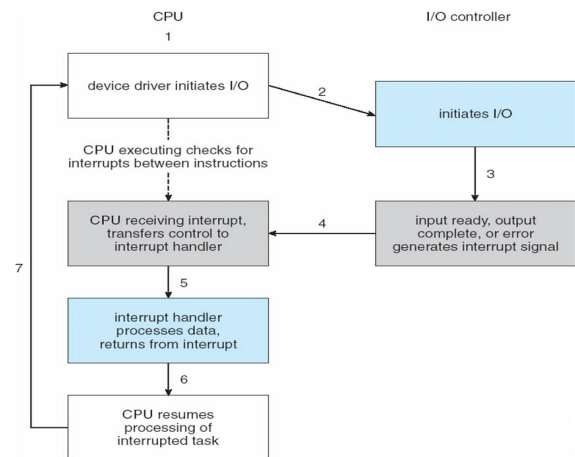 CPU
I/O controller
1
device driver initiates I/O
2
initiates I/O
CPU executing checks for
interrupts between instructions
3
CPU receiving interrupt,
transfers control to
interrupt handler
4
input ready, output
complete, or error
generates interrupt signal
7
5
interrupt handler
processes data,
returns from interrupt
6
CPU resumes
processing of
interrupted task